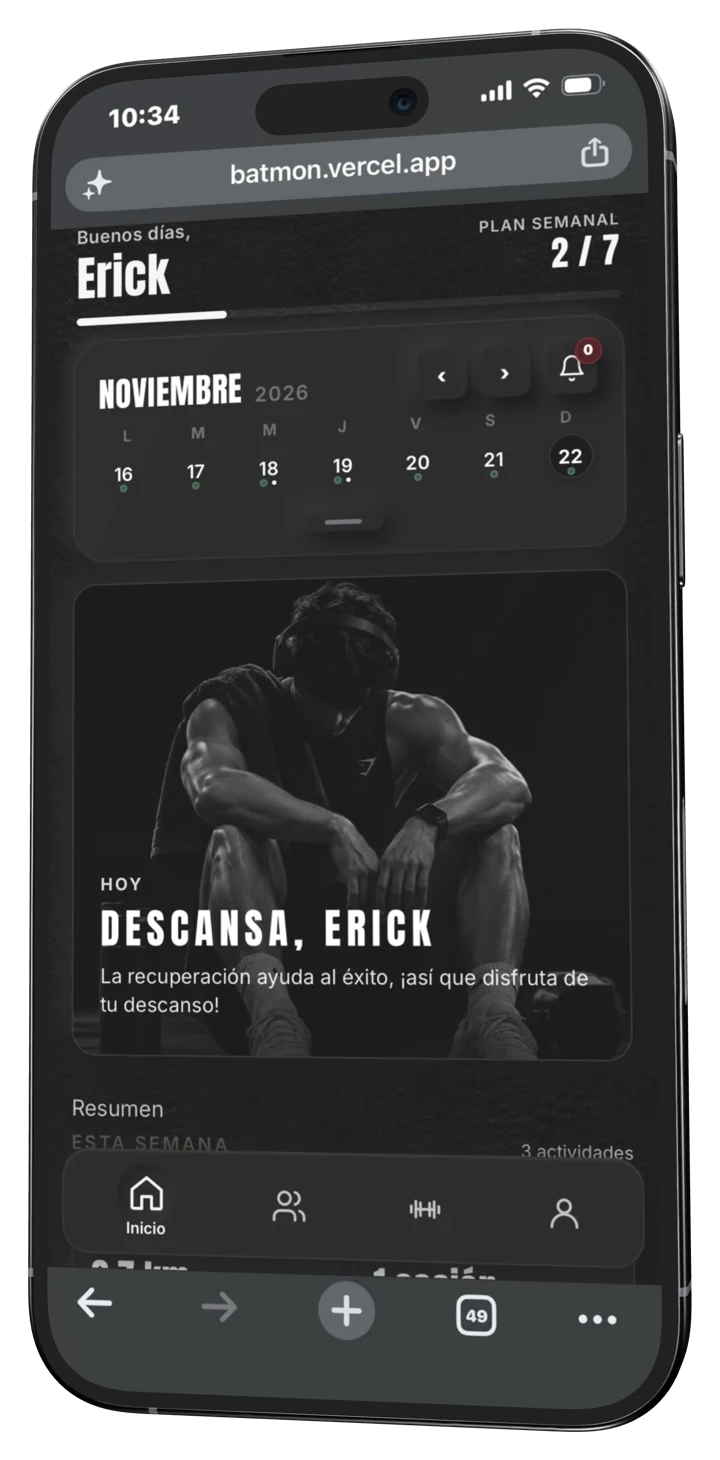 10:34
batmon.vercel.app
Buenos días,
Erick
PLAN SEMANAL
2 / 7
NOVIEMBRE 2026
0
L M M J V S D
16 17 18 19 20 21 22
HOY
DESCANSA, ERICK
La recuperación ayuda al éxito, ¡así que disfruta de
tu descanso!
Resumen
ESTA SEMANA
3 actividades
Inicio
49